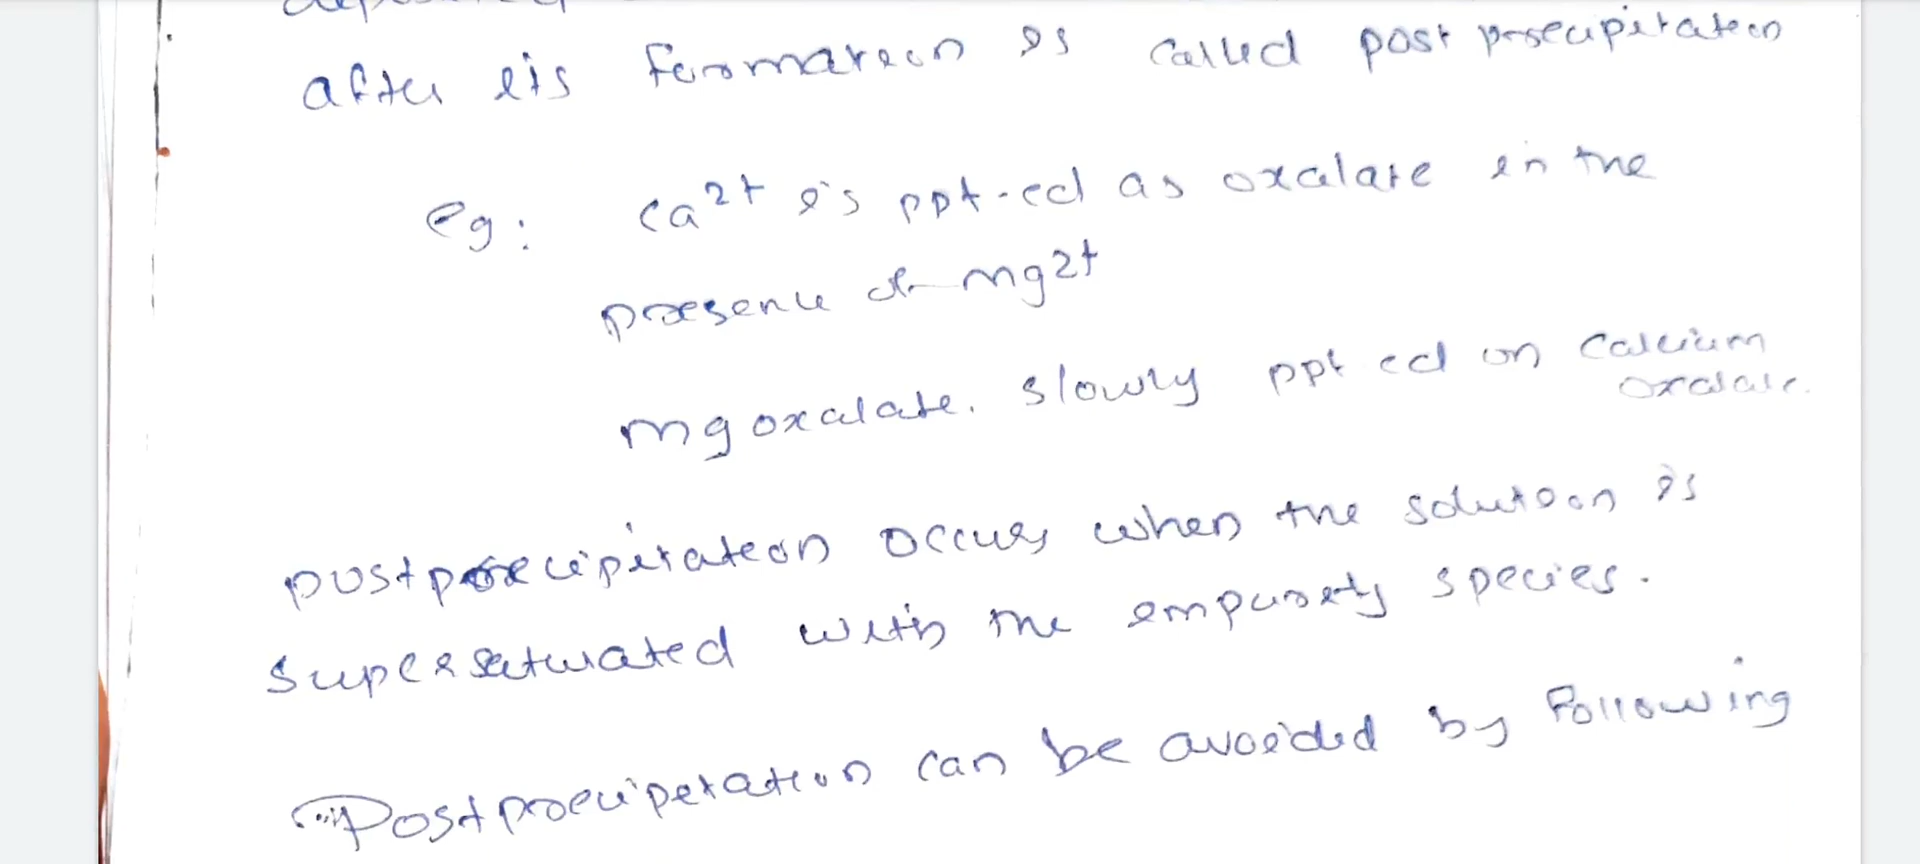 after its formation is called post precipitation
eg: Ca2+ is ppt-ed as oxalate in the
presence of mg2+
mg oxalate. slowly ppt ed on calcium
oxalate.
postprecipitation occurs when the solution is
supersaturated with the impurity species.
Postprecipitation can be avoided by following